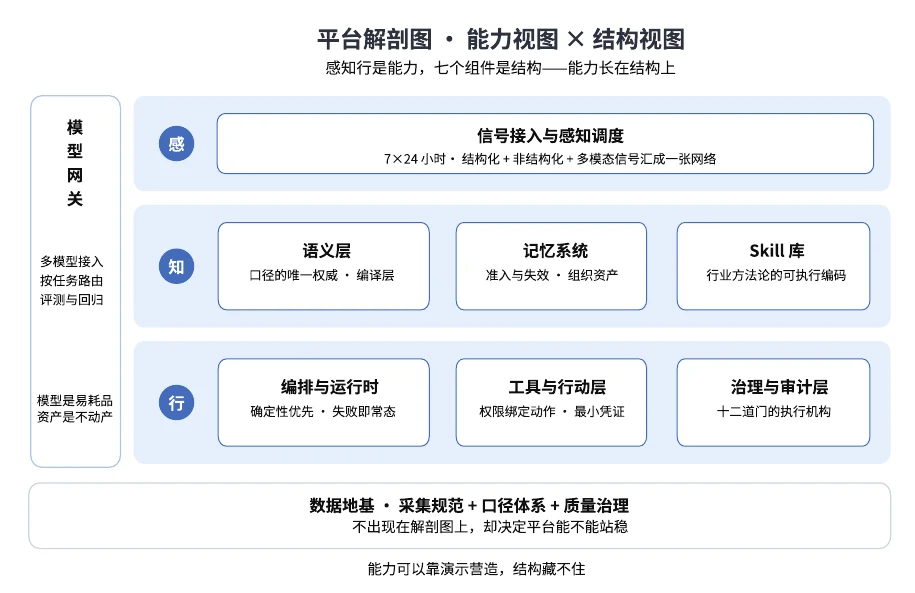 平台解剖图 · 能力视图 × 结构视图
感知行是能力，七个组件是结构——能力长在结构上
模
型
网
关
多模型接入
按任务路由
评测与回归
模型是易耗品
资产是不动产
感
信号接入与感知调度
7×24 小时 · 结构化 + 非结构化 + 多模态信号汇成一张网络
知
语义层
口径的唯一权威 · 编译层
记忆系统
准入与失效 · 组织资产
Skill 库
行业方法论的可执行编码
行
编排与运行时
确定性优先 · 失败即常态
工具与行动层
权限绑定动作 · 最小凭证
治理与审计层
十二道门的执行机构
数据地基 · 采集规范 + 口径体系 + 质量治理
不出现在解剖图上，却决定平台能不能站稳
能力可以靠演示营造，结构藏不住